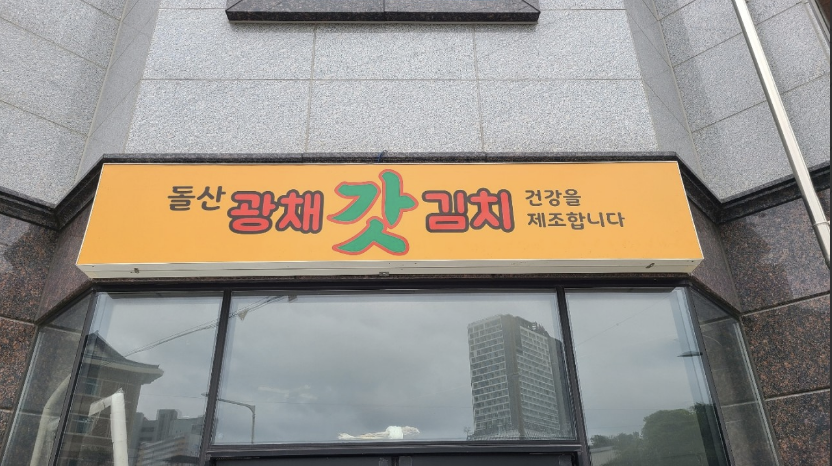 돌산 광채 갓 김치 건강을
제조합니다